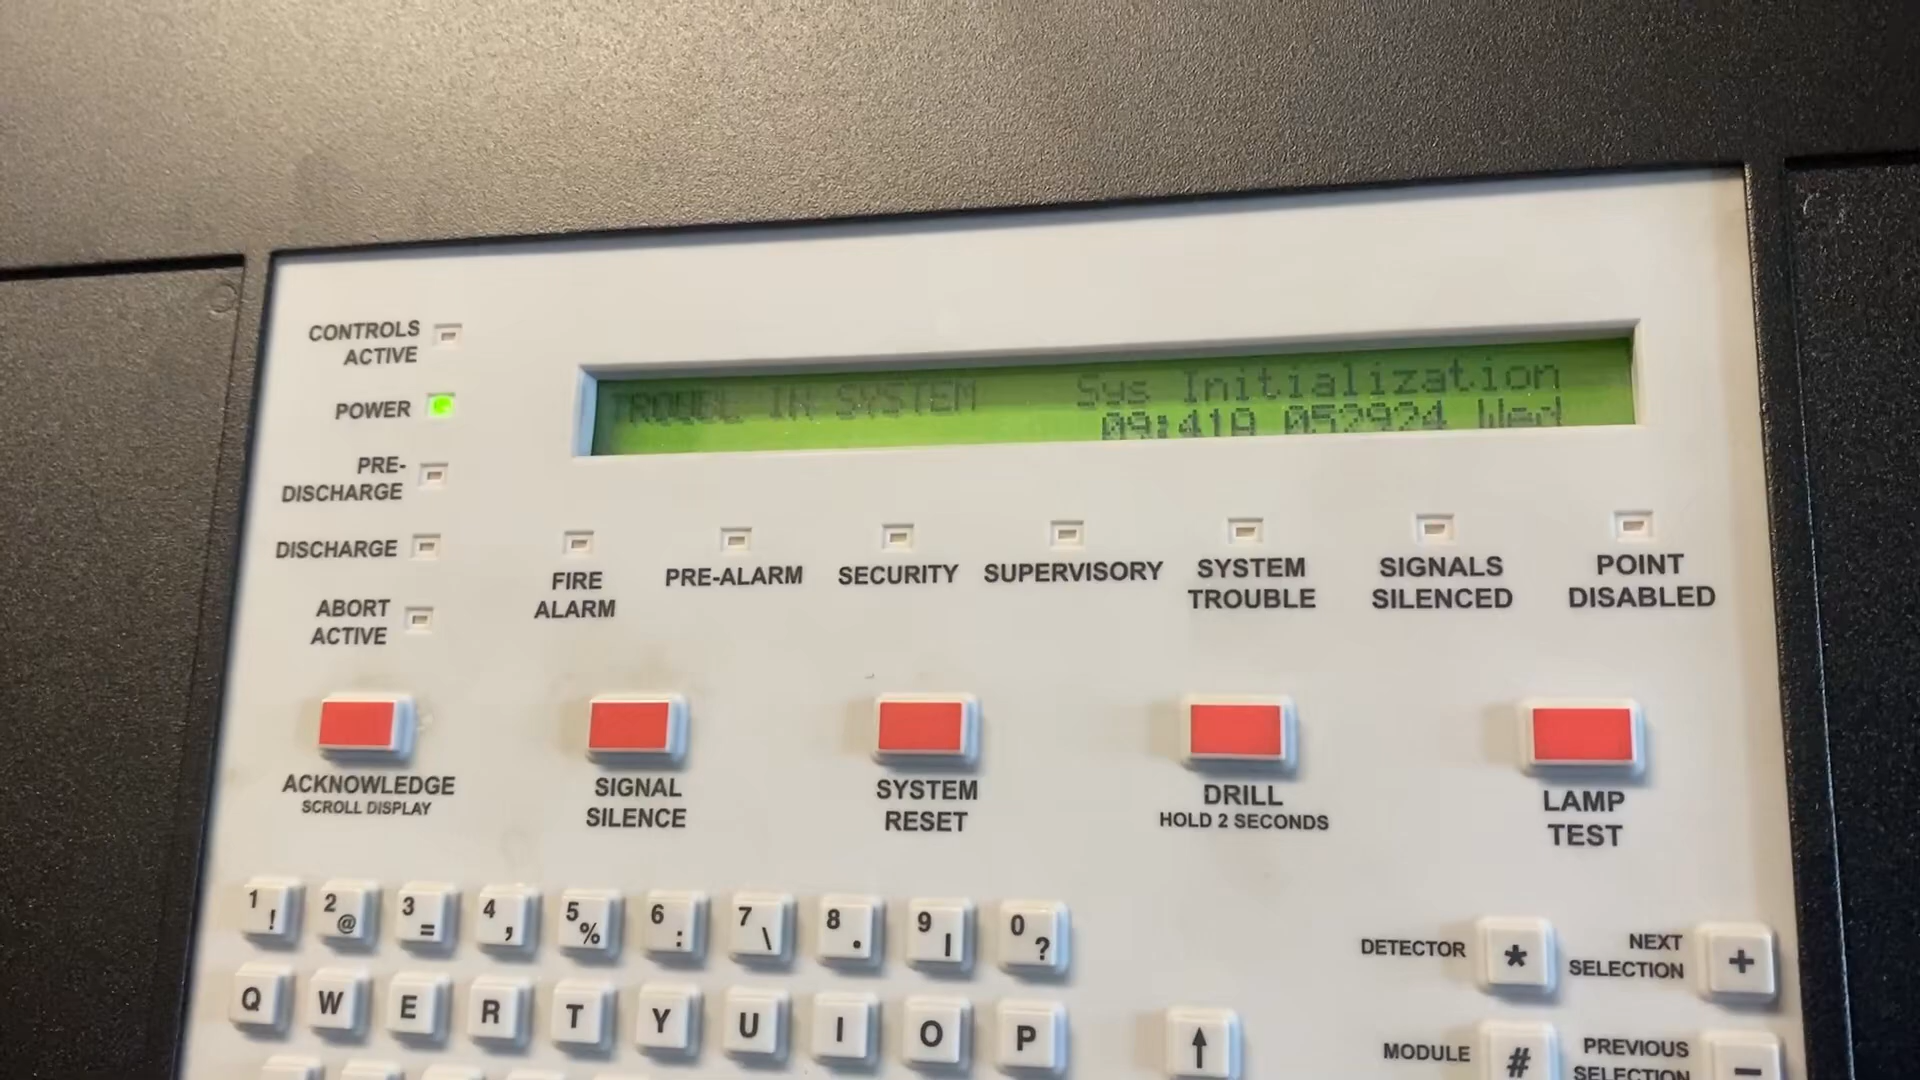 CONTROLS
ACTIVE
POWER
PRE-
DISCHARGE
DISCHARGE
ABORT
ACTIVE
IN SYSTEM Sys Initialization
09:41A 052924 Wed
FIRE
ALARM
PRE-ALARM
SECURITY
SUPERVISORY
SYSTEM
TROUBLE
SIGNALS
SILENCED
POINT
DISABLED
ACKNOWLEDGE
SCROLL DISPLAY
SIGNAL
SILENCE
SYSTEM
RESET
DRILL
HOLD 2 SECONDS
LAMP
TEST
1 ! 2 @ 3 = 4 , 5 % 6 : 7 \ 8 . 9 | 0 ?
DETECTOR *
NEXT
SELECTION +
Q W E R T Y U I O P
↑
MODULE #
PREVIOUS
SELECTION −